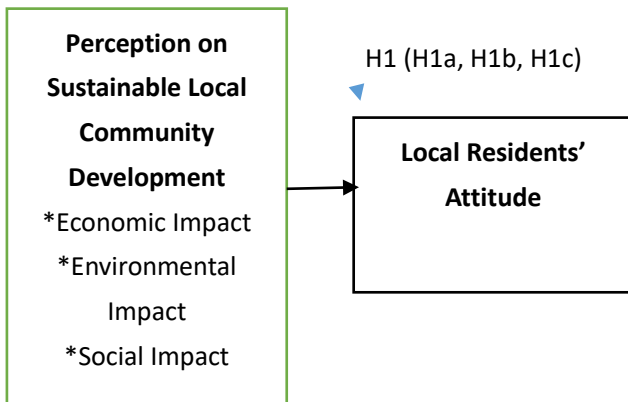 Perception on
Sustainable Local
Community
Development
*Economic Impact
*Environmental
Impact
*Social Impact
H1 (H1a, H1b, H1c)
Local Residents’
Attitude